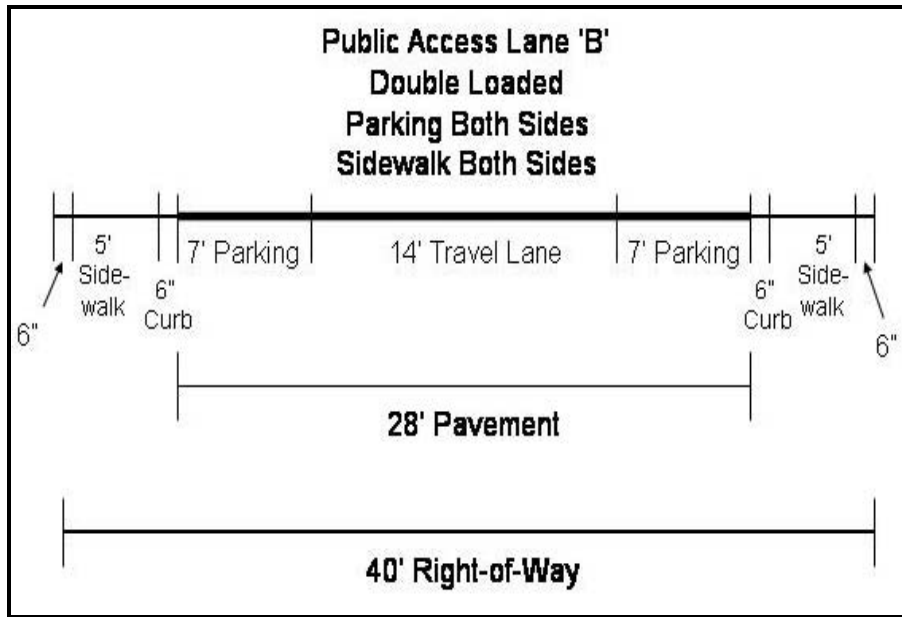 Public Access Lane 'B'
Double Loaded
Parking Both Sides
Sidewalk Both Sides
6"
5'
Side-
walk
6"
Curb
7' Parking
14' Travel Lane
7' Parking
6"
Curb
5'
Side-
walk
6"
28' Pavement
40' Right-of-Way